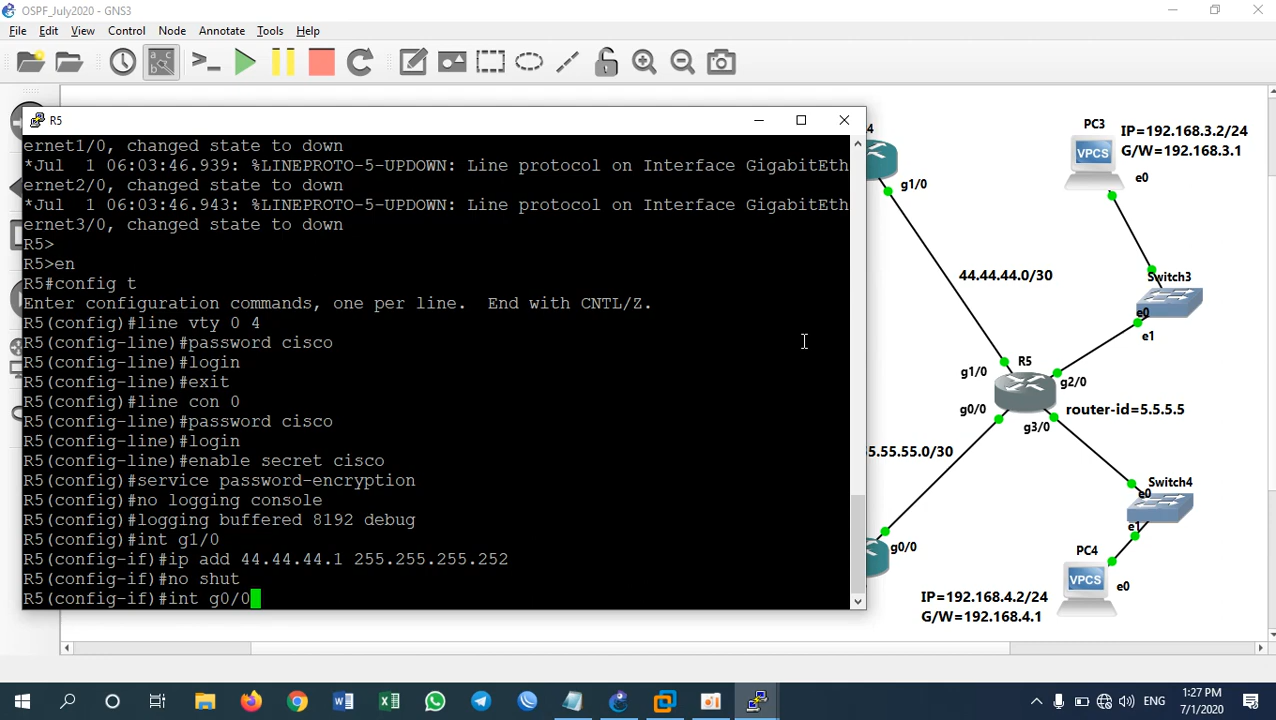 OSPF_July2020 - GNS3
File Edit View Control Node Annotate Tools Help
R5
ernet1/0, changed state to down
*Jul  1 06:03:46.939: %LINEPROTO-5-UPDOWN: Line protocol on Interface GigabitEth
ernet2/0, changed state to down
*Jul  1 06:03:46.943: %LINEPROTO-5-UPDOWN: Line protocol on Interface GigabitEth
ernet3/0, changed state to down
R5>
R5>en
R5#config t
Enter configuration commands, one per line.  End with CNTL/Z.
R5(config)#line vty 0 4
R5(config-line)#password cisco
R5(config-line)#login
R5(config-line)#exit
R5(config)#line con 0
R5(config-line)#password cisco
R5(config-line)#login
R5(config-line)#enable secret cisco
R5(config)#service password-encryption
R5(config)#no logging console
R5(config)#logging buffered 8192 debug
R5(config)#int g1/0
R5(config-if)#ip add 44.44.44.1 255.255.255.252
R5(config-if)#no shut
R5(config-if)#int g0/0
4
g1/0
PC3
IP=192.168.3.2/24
G/W=192.168.3.1
VPCS
e0
44.44.44.0/30
Switch3
e0
e1
R5
g1/0
g2/0
g0/0
router-id=5.5.5.5
g3/0
5.55.55.0/30
Switch4
e0
e1
g0/0
PC4
VPCS
e0
IP=192.168.4.2/24
G/W=192.168.4.1
ENG
1:27 PM
7/1/2020